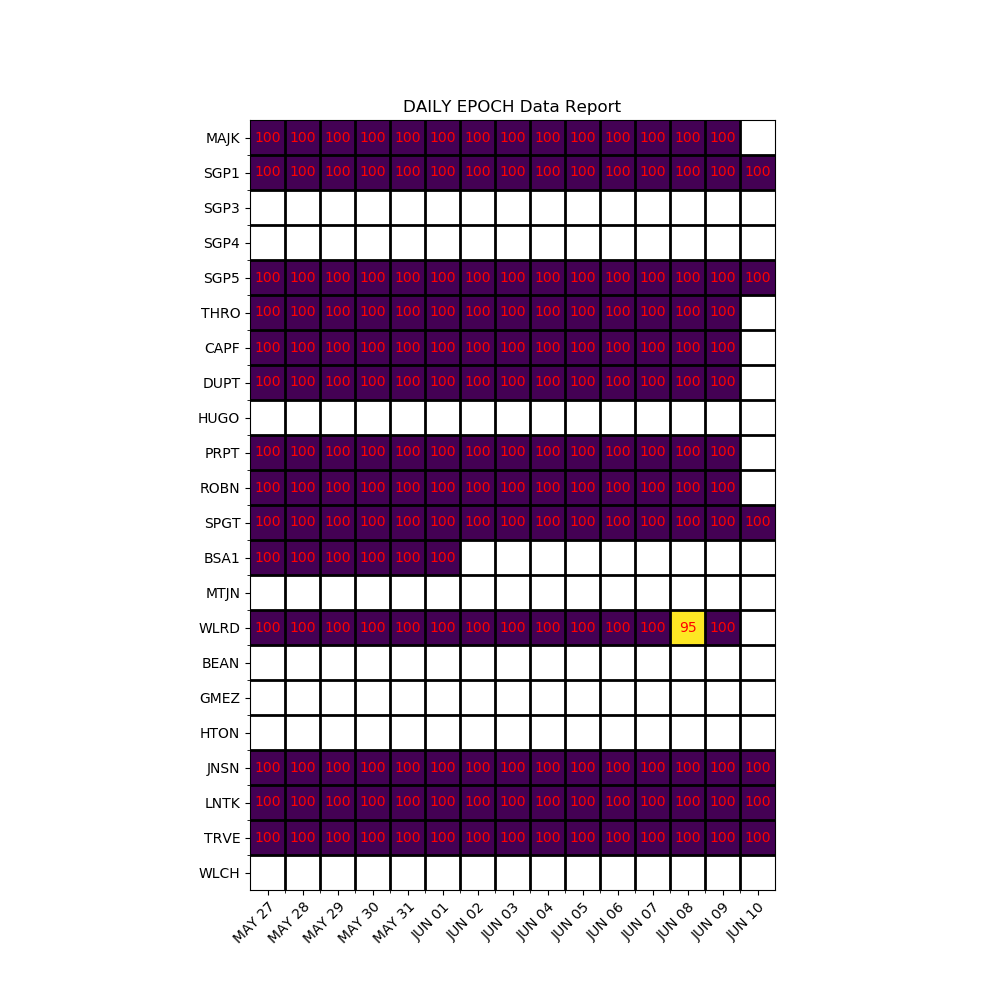 DAILY EPOCH Data Report
MAJK 100 100 100 100 100 100 100 100 100 100 100 100 100 100
SGP1 100 100 100 100 100 100 100 100 100 100 100 100 100 100 100
SGP3
SGP4
SGP5 100 100 100 100 100 100 100 100 100 100 100 100 100 100 100
THRO 100 100 100 100 100 100 100 100 100 100 100 100 100 100
CAPF 100 100 100 100 100 100 100 100 100 100 100 100 100 100
DUPT 100 100 100 100 100 100 100 100 100 100 100 100 100 100
HUGO
PRPT 100 100 100 100 100 100 100 100 100 100 100 100 100 100
ROBN 100 100 100 100 100 100 100 100 100 100 100 100 100 100
SPGT 100 100 100 100 100 100 100 100 100 100 100 100 100 100 100
BSA1 100 100 100 100 100 100
MTJN
WLRD 100 100 100 100 100 100 100 100 100 100 100 100 95 100
BEAN
GMEZ
HTON
JNSN 100 100 100 100 100 100 100 100 100 100 100 100 100 100 100
LNTK 100 100 100 100 100 100 100 100 100 100 100 100 100 100 100
TRVE 100 100 100 100 100 100 100 100 100 100 100 100 100 100 100
WLCH
MAY 27 MAY 28 MAY 29 MAY 30 MAY 31 JUN 01 JUN 02 JUN 03 JUN 04 JUN 05 JUN 06 JUN 07 JUN 08 JUN 09 JUN 10